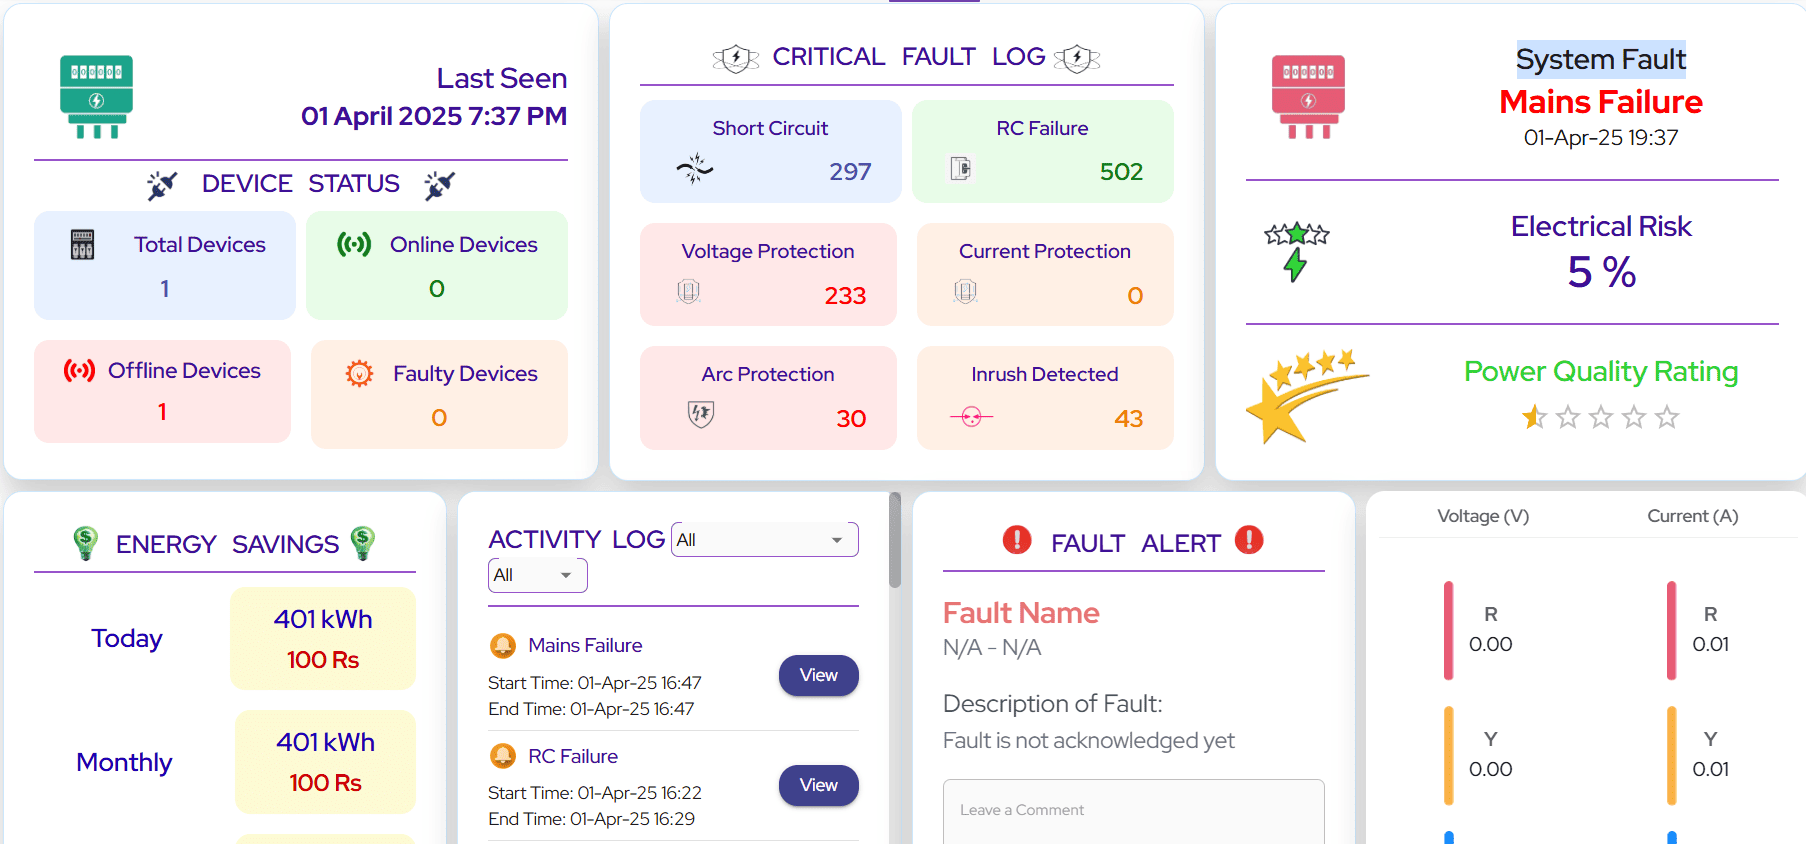 Last Seen
01 April 2025 7:37 PM
DEVICE STATUS
Total Devices
1
Online Devices
0
Offline Devices
1
Faulty Devices
0
CRITICAL FAULT LOG
Short Circuit
297
RC Failure
502
Voltage Protection
233
Current Protection
0
Arc Protection
30
Inrush Detected
43
System Fault
Mains Failure
01-Apr-25 19:37
Electrical Risk
5 %
Power Quality Rating
ENERGY SAVINGS
Today
401 kWh
100 Rs
Monthly
401 kWh
100 Rs
ACTIVITY LOG
All
All
Mains Failure
Start Time: 01-Apr-25 16:47
End Time: 01-Apr-25 16:47
View
RC Failure
Start Time: 01-Apr-25 16:22
End Time: 01-Apr-25 16:29
View
FAULT ALERT
Fault Name
N/A - N/A
Description of Fault:
Fault is not acknowledged yet
Leave a Comment
Voltage (V)
Current (A)
R
0.00
R
0.01
Y
0.00
Y
0.01